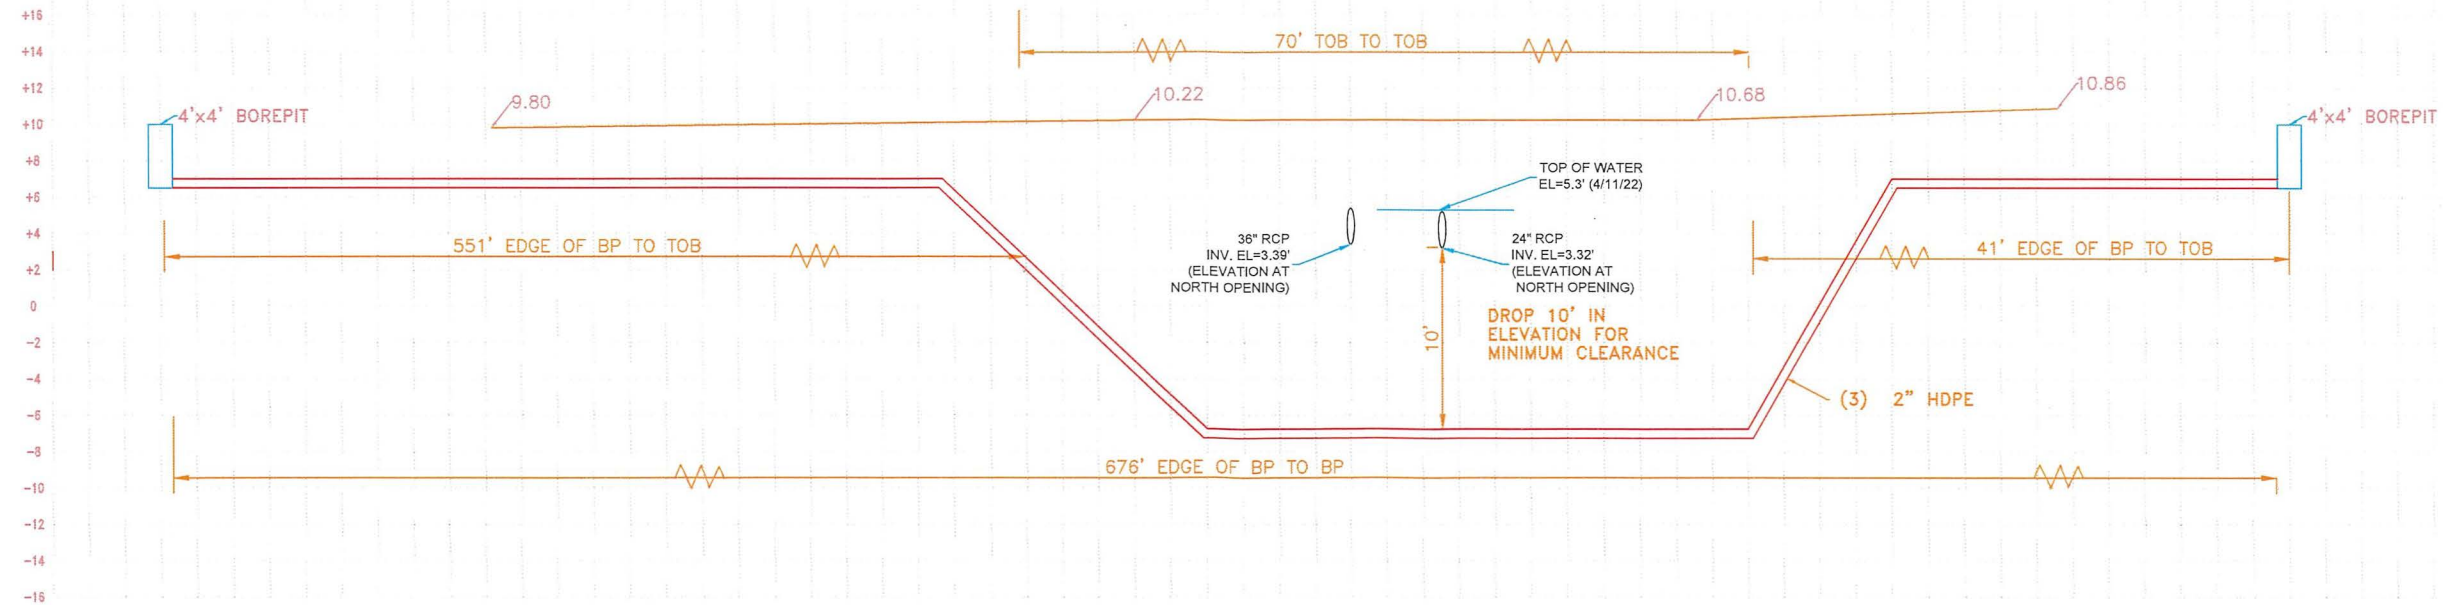 +16
+14
+12
+10
+8
+6
+4
+2
0
-2
-4
-6
-8
-10
-12
-14
-16
70' TOB TO TOB
4'x4' BOREPIT
9.80
10.22
10.68
10.86
4'x4' BOREPIT
TOP OF WATER
EL=5.3' (4/11/22)
551' EDGE OF BP TO TOB
36" RCP
INV. EL=3.39'
(ELEVATION AT
NORTH OPENING)
24" RCP
INV. EL=3.32'
(ELEVATION AT
NORTH OPENING)
41' EDGE OF BP TO TOB
10'
DROP 10' IN
ELEVATION FOR
MINIMUM CLEARANCE
(3) 2" HDPE
676' EDGE OF BP TO BP